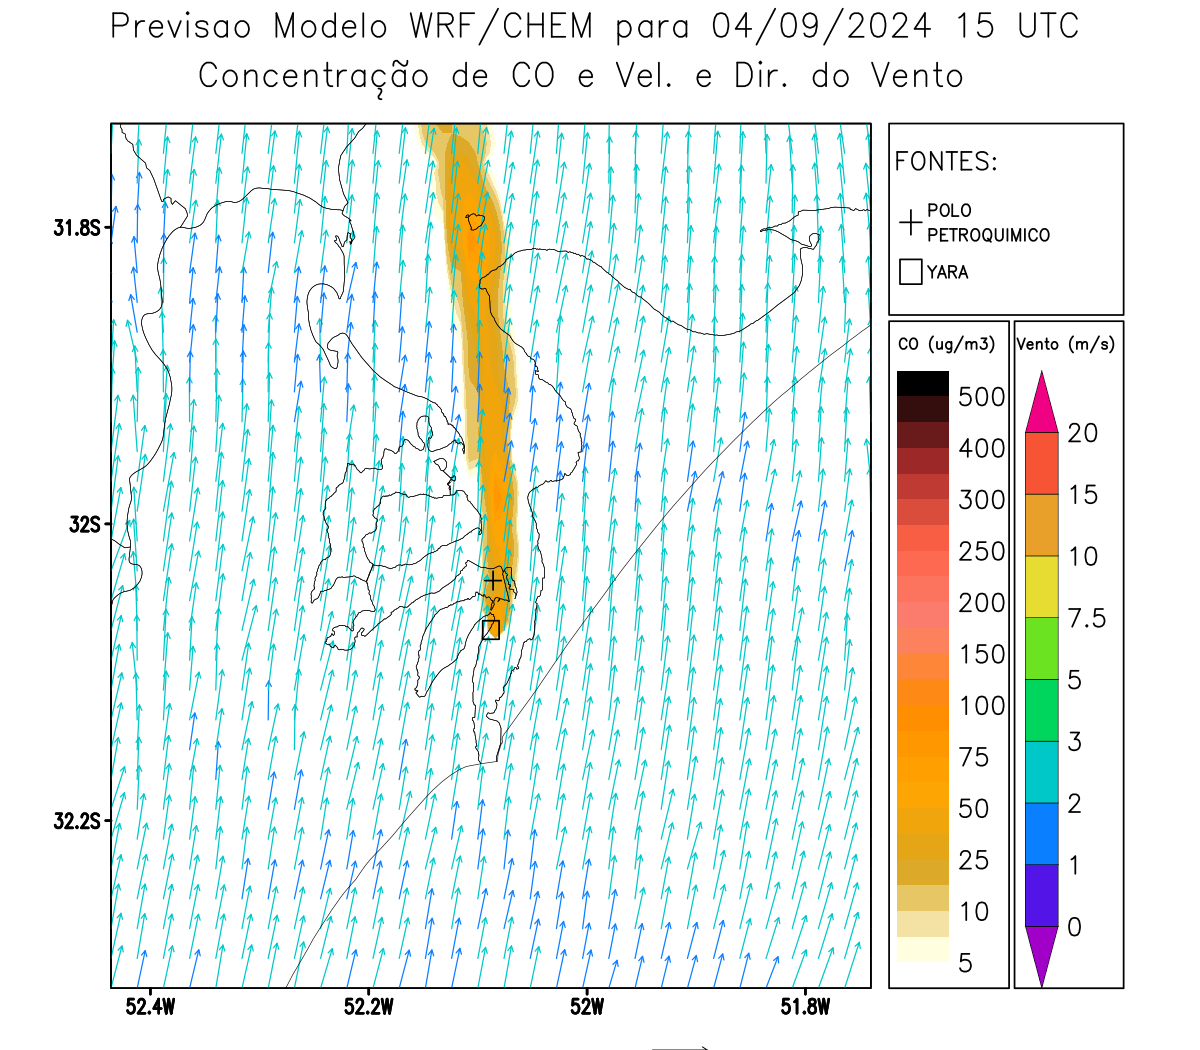 Previsao Modelo WRF/CHEM para 04/09/2024 15 UTC
Concentração de CO e Vel. e Dir. do Vento
FONTES:
POLO
PETROQUIMICO
YARA
CO (ug/m3)
500
400
300
250
200
150
100
75
50
25
10
5
Vento (m/s)
20
15
10
7.5
5
3
2
1
0
31.8S
32S
32.2S
52.4W
52.2W
52W
51.8W